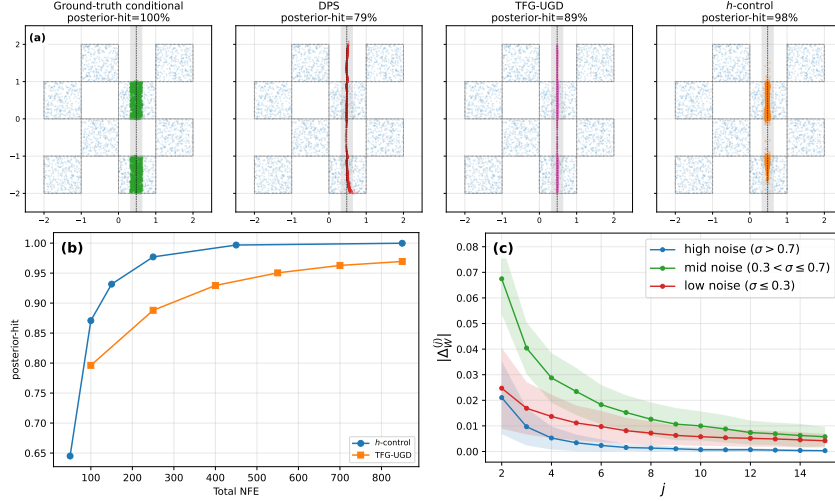 Ground-truth conditional
posterior-hit=100%
DPS
posterior-hit=79%
TFG-UGD
posterior-hit=89%
h-control
posterior-hit=98%
(a)
2
1
0
−1
−2
−2 −1 0 1 2
−2 −1 0 1 2
−2 −1 0 1 2
−2 −1 0 1 2
(b)
1.00
0.95
0.90
0.85
0.80
0.75
0.70
0.65
posterior-hit
100 200 300 400 500 600 700 800
Total NFE
h-control
TFG-UGD
(c)
0.08
0.07
0.06
0.05
0.04
0.03
0.02
0.01
0.00
|Δ_W^(j)|
2 4 6 8 10 12 14
j
high noise (σ > 0.7)
mid noise (0.3 < σ ≤ 0.7)
low noise (σ ≤ 0.3)